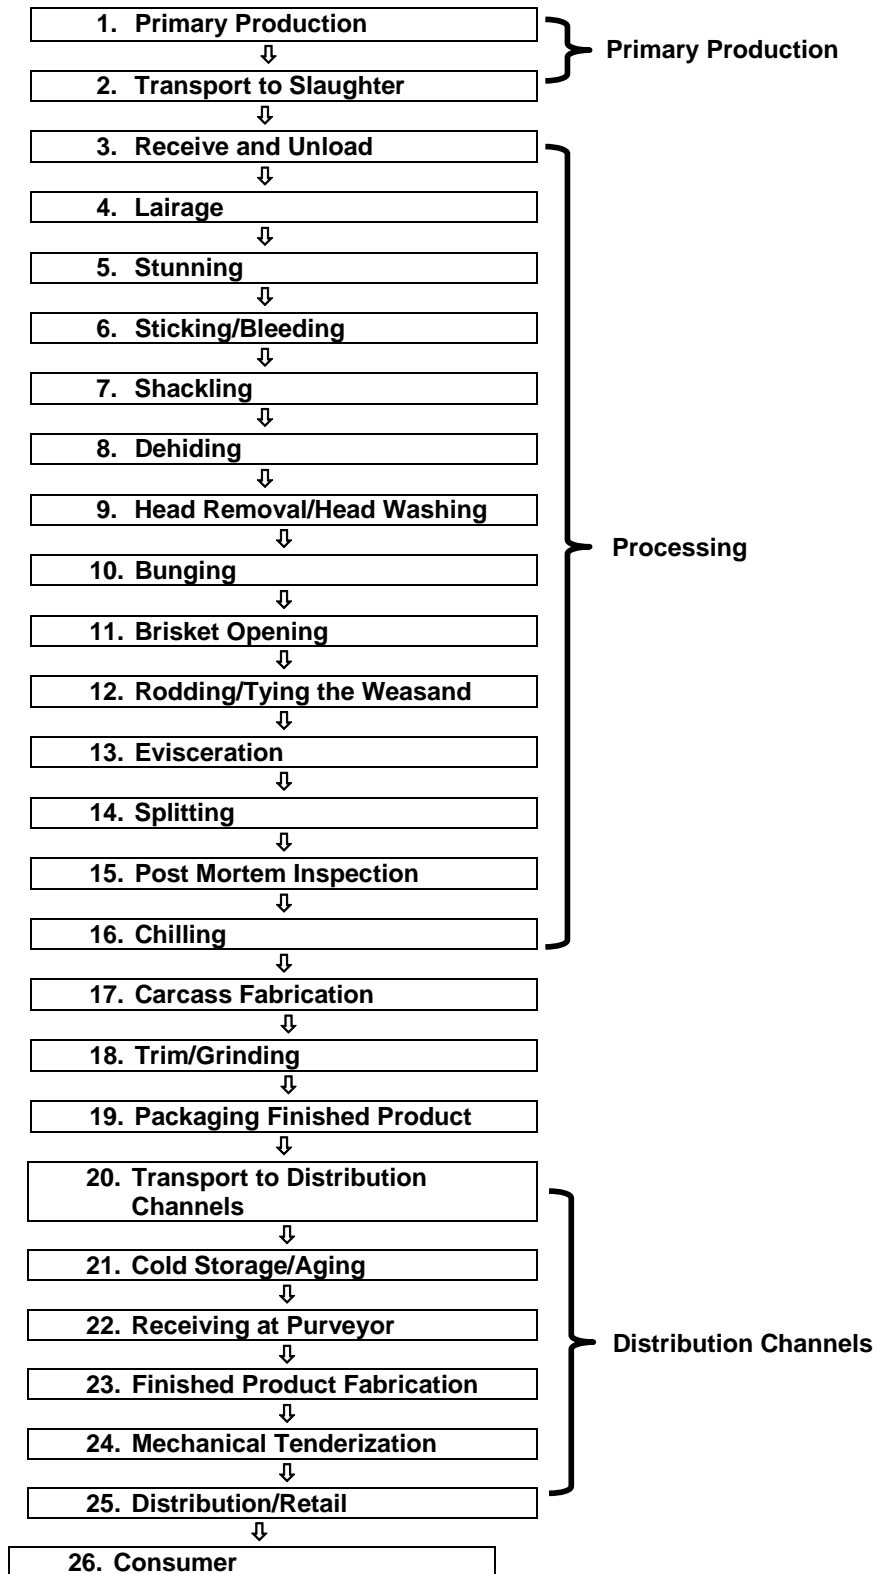 1. Primary Production
Primary Production
2. Transport to Slaughter
3. Receive and Unload
4. Lairage
5. Stunning
6. Sticking/Bleeding
7. Shackling
8. Dehiding
9. Head Removal/Head Washing
Processing
10. Bunging
11. Brisket Opening
12. Rodding/Tying the Weasand
13. Evisceration
14. Splitting
15. Post Mortem Inspection
16. Chilling
17. Carcass Fabrication
18. Trim/Grinding
19. Packaging Finished Product
20. Transport to Distribution
Channels
21. Cold Storage/Aging
22. Receiving at Purveyor
Distribution Channels
23. Finished Product Fabrication
24. Mechanical Tenderization
25. Distribution/Retail
26. Consumer